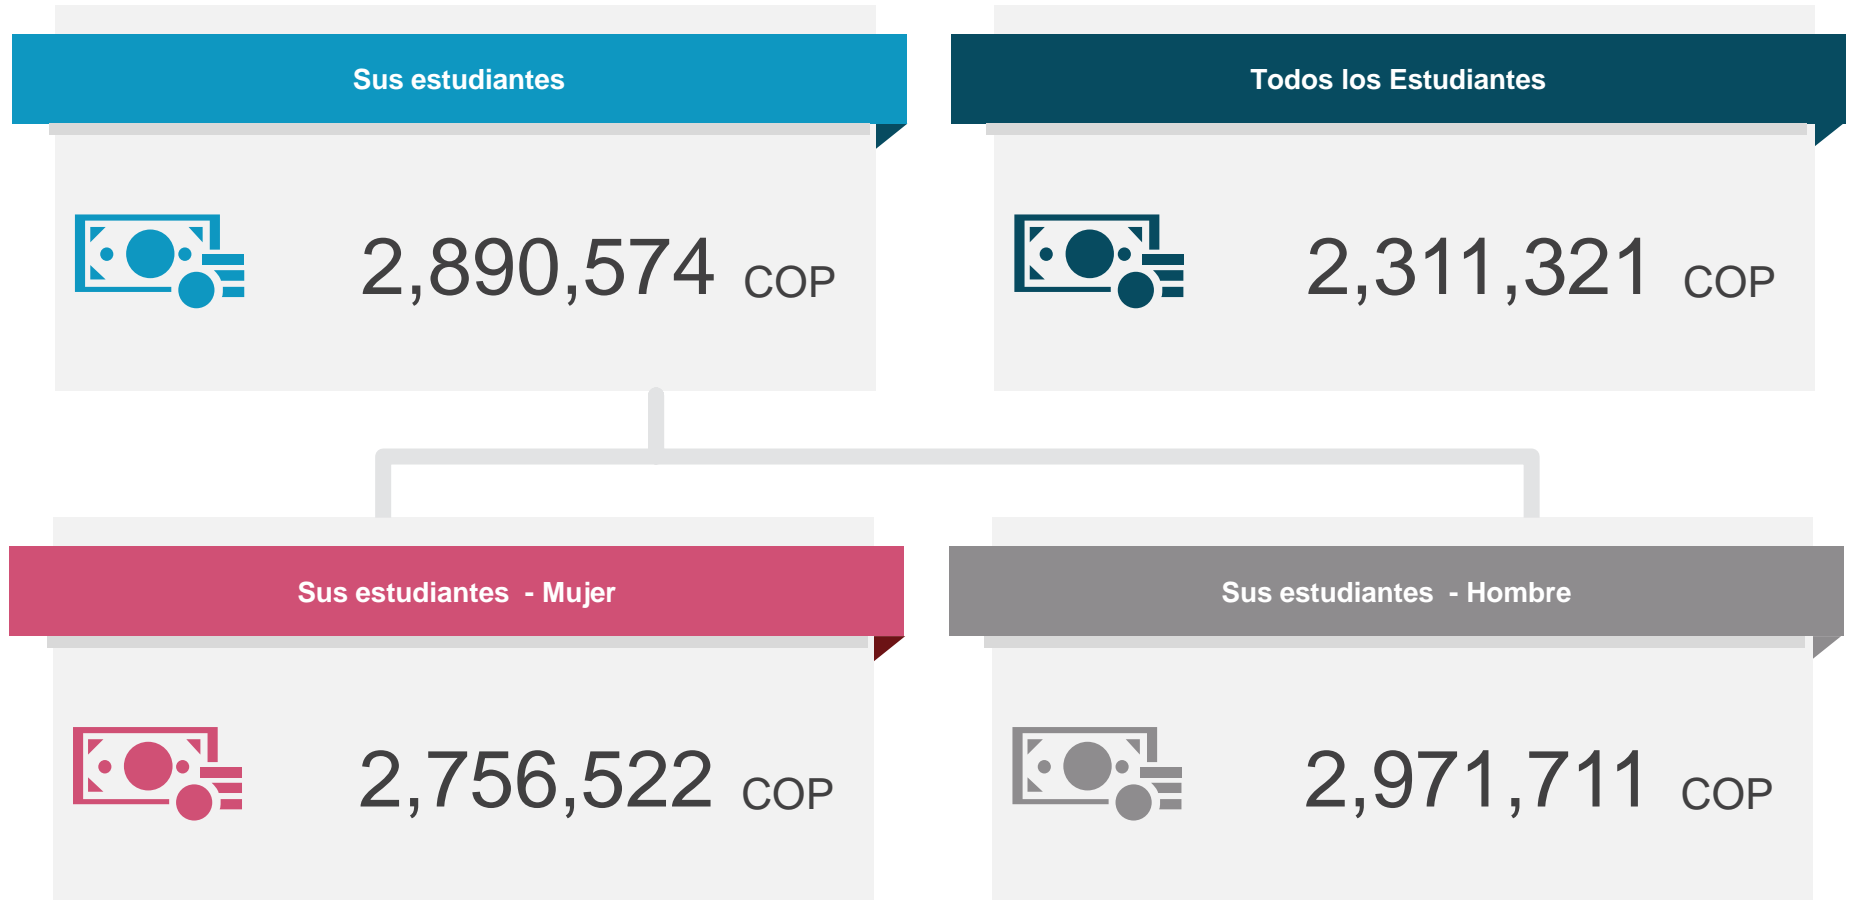 Sus estudiantes
Todos los Estudiantes
2,890,574 COP
2,311,321 COP
Sus estudiantes - Mujer
Sus estudiantes - Hombre
2,756,522 COP
2,971,711 COP